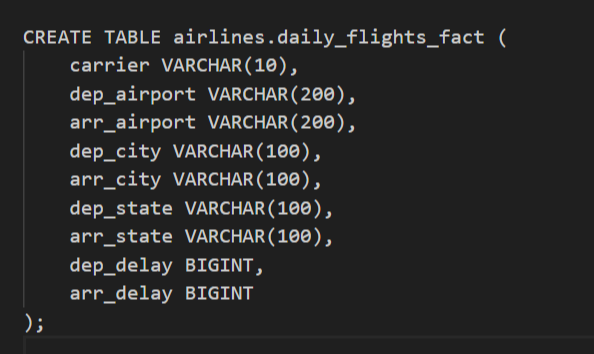 CREATE TABLE airlines.daily_flights_fact (
    carrier VARCHAR(10),
    dep_airport VARCHAR(200),
    arr_airport VARCHAR(200),
    dep_city VARCHAR(100),
    arr_city VARCHAR(100),
    dep_state VARCHAR(100),
    arr_state VARCHAR(100),
    dep_delay BIGINT,
    arr_delay BIGINT
);